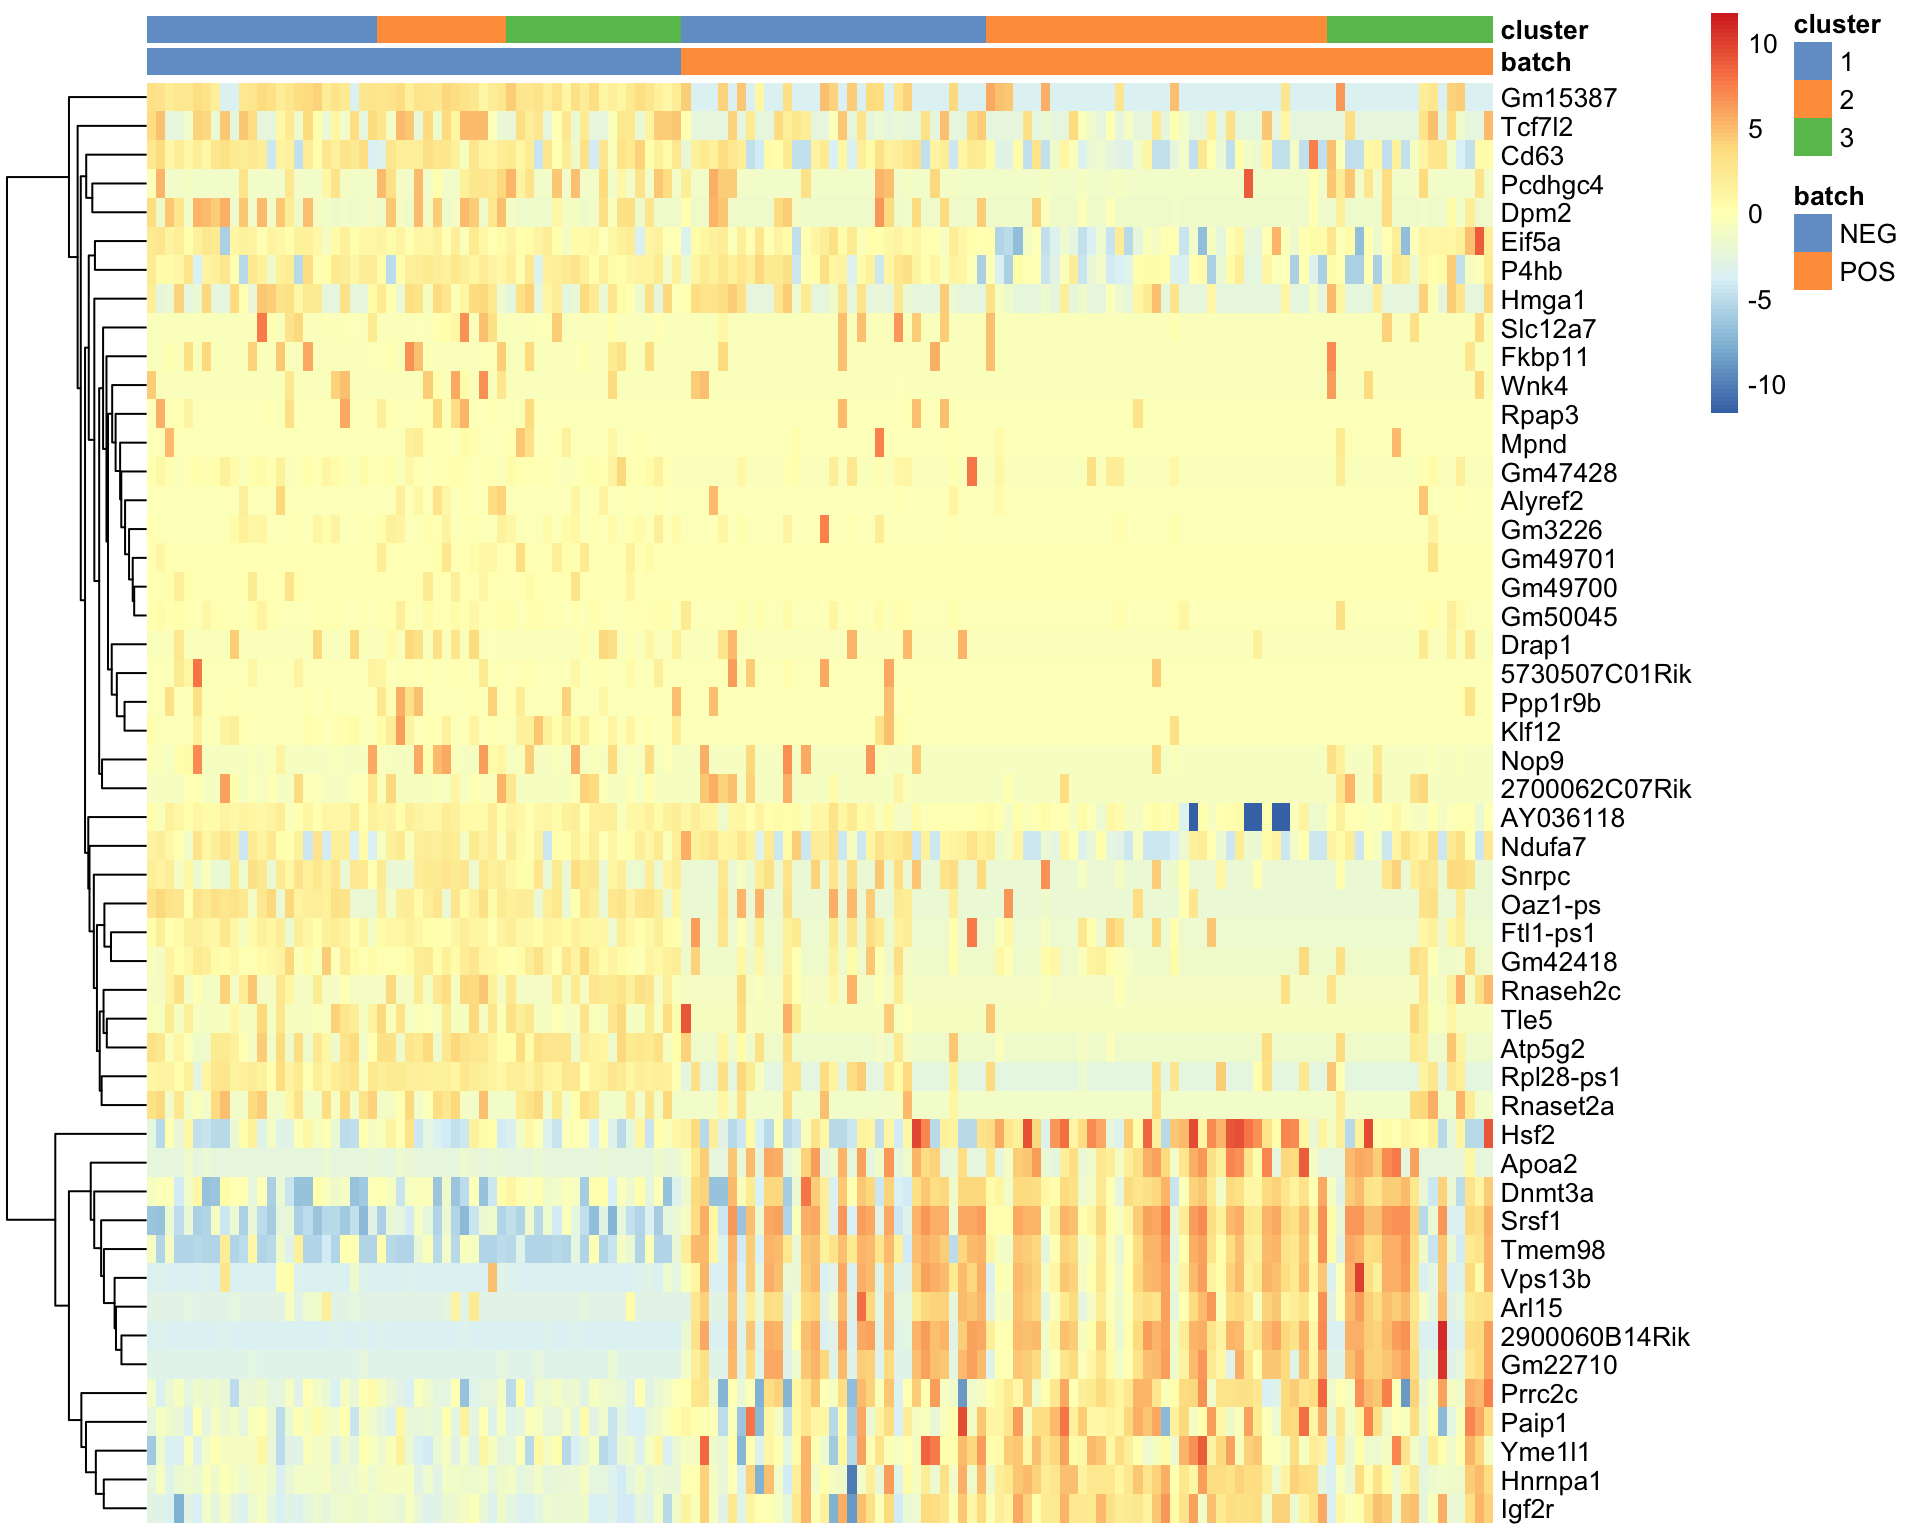 cluster
batch
Gm15387
Tcf7l2
Cd63
Pcdhgc4
Dpm2
Eif5a
P4hb
Hmga1
Slc12a7
Fkbp11
Wnk4
Rpap3
Mpnd
Gm47428
Alyref2
Gm3226
Gm49701
Gm49700
Gm50045
Drap1
5730507C01Rik
Ppp1r9b
Klf12
Nop9
2700062C07Rik
AY036118
Ndufa7
Snrpc
Oaz1-ps
Ftl1-ps1
Gm42418
Rnaseh2c
Tle5
Atp5g2
Rpl28-ps1
Rnaset2a
Hsf2
Apoa2
Dnmt3a
Srsf1
Tmem98
Vps13b
Arl15
2900060B14Rik
Gm22710
Prrc2c
Paip1
Yme1l1
Hnrnpa1
Igf2r
10
5
0
-5
-10
cluster
1
2
3
batch
NEG
POS